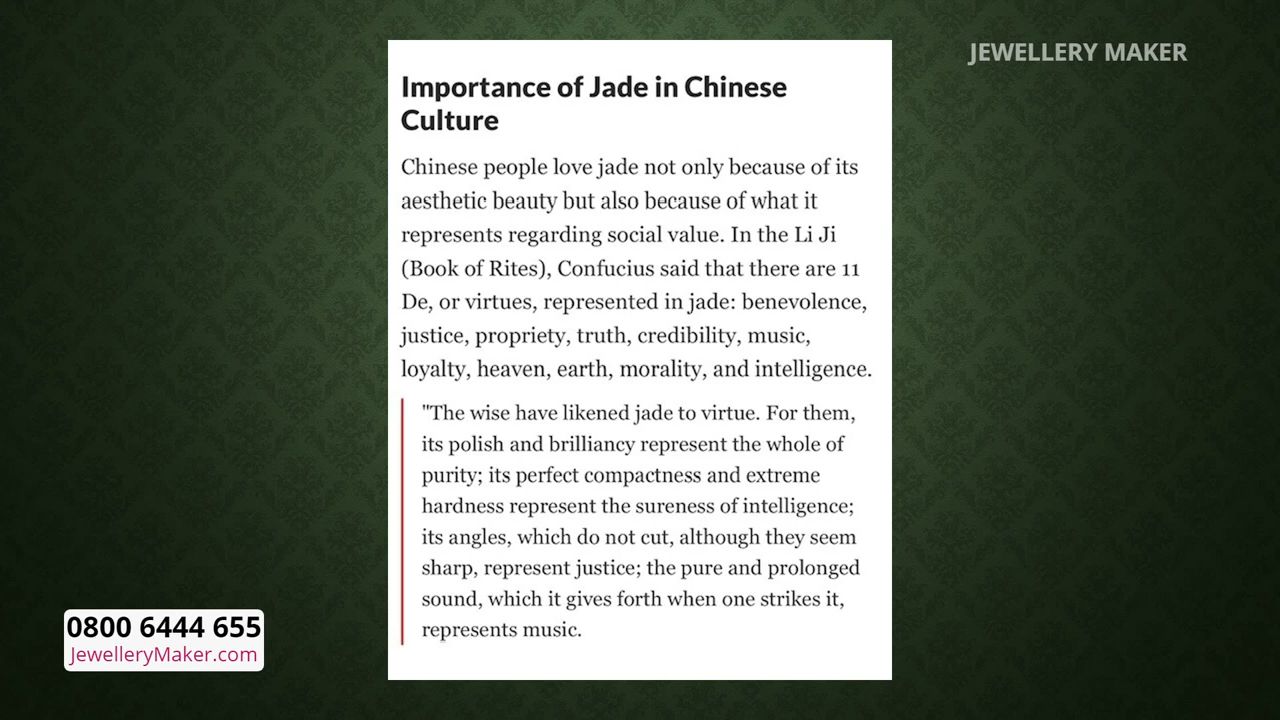 JEWELLERY MAKER
Importance of Jade in Chinese
Culture
Chinese people love jade not only because of its
aesthetic beauty but also because of what it
represents regarding social value. In the Li Ji
(Book of Rites), Confucius said that there are 11
De, or virtues, represented in jade: benevolence,
justice, propriety, truth, credibility, music,
loyalty, heaven, earth, morality, and intelligence.
"The wise have likened jade to virtue. For them,
its polish and brilliancy represent the whole of
purity; its perfect compactness and extreme
hardness represent the sureness of intelligence;
its angles, which do not cut, although they seem
sharp, represent justice; the pure and prolonged
sound, which it gives forth when one strikes it,
represents music.
0800 6444 655
JewelleryMaker.com